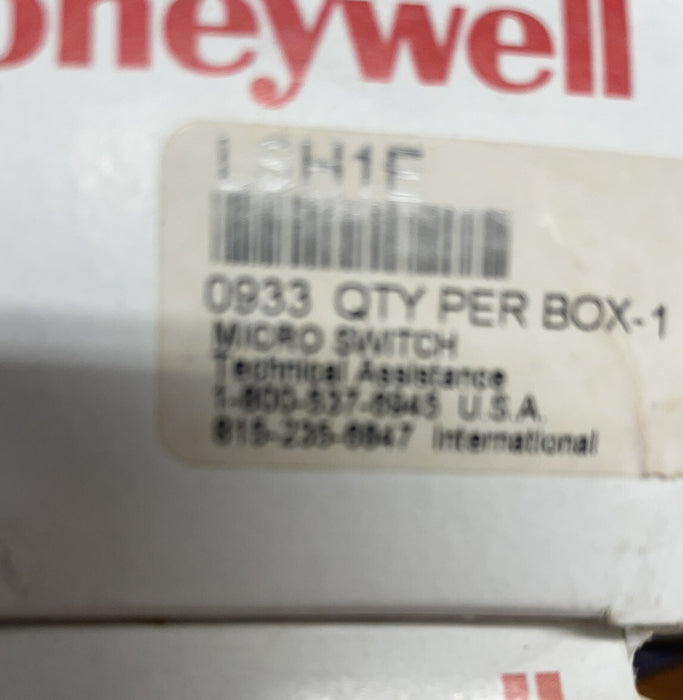 oneywell
LSH1E
0933 QTY PER BOX-1
MICRO SWITCH
Technical Assistance
1-800-537-6945 U.S.A.
815-235-6847 International